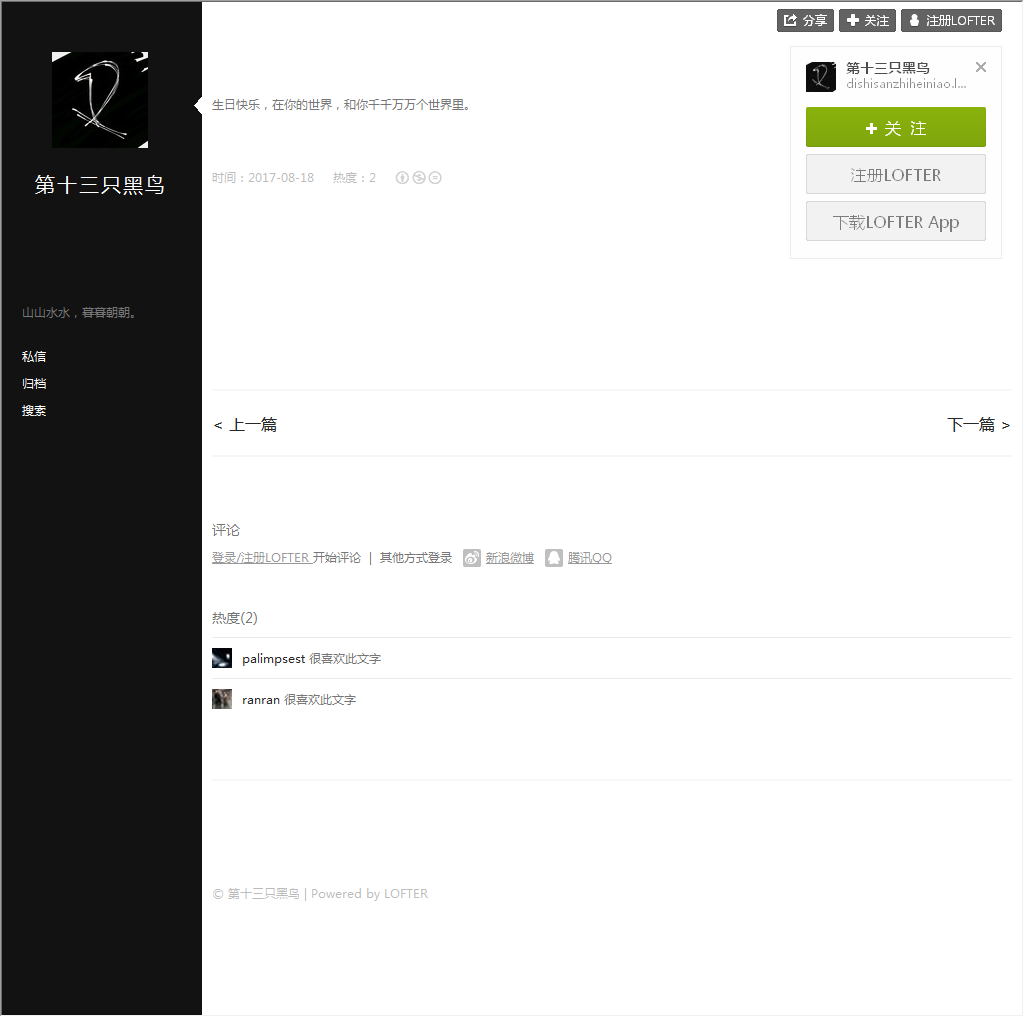 分享 关注 注册LOFTER
第十三只黑鸟
dishisanzhiheiniao.l...
关 注
注册LOFTER
下载LOFTER App
第十三只黑鸟
山山水水，暮暮朝朝。
私信
归档
搜索
生日快乐，在你的世界，和你千千万万个世界里。
时间：2017-08-18 热度：2
< 上一篇 下一篇 >
评论
登录/注册LOFTER 开始评论 | 其他方式登录 新浪微博 腾讯QQ
热度(2)
palimpsest 很喜欢此文字
ranran 很喜欢此文字
© 第十三只黑鸟 | Powered by LOFTER